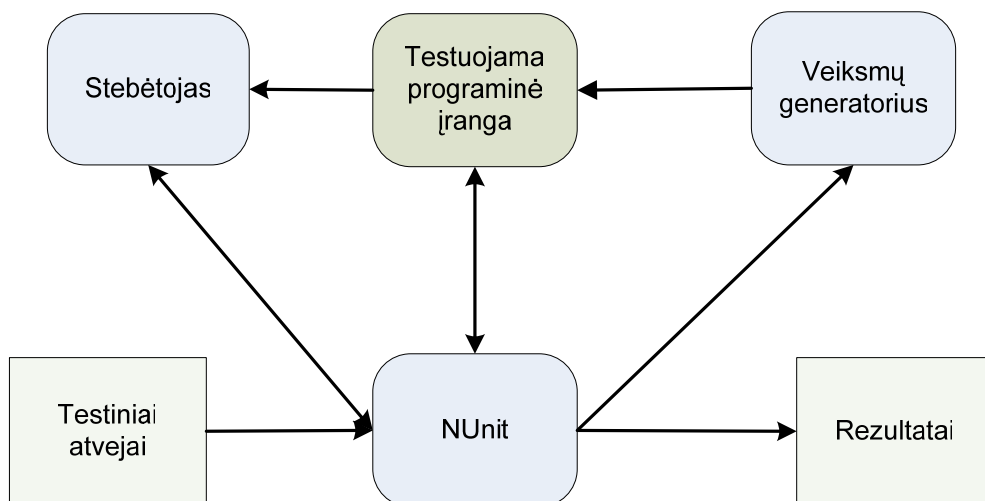 Stebėtojas
Testuojama
programinė
įranga
Veiksmų
generatorius
Testiniai
atvejai
NUnit
Rezultatai